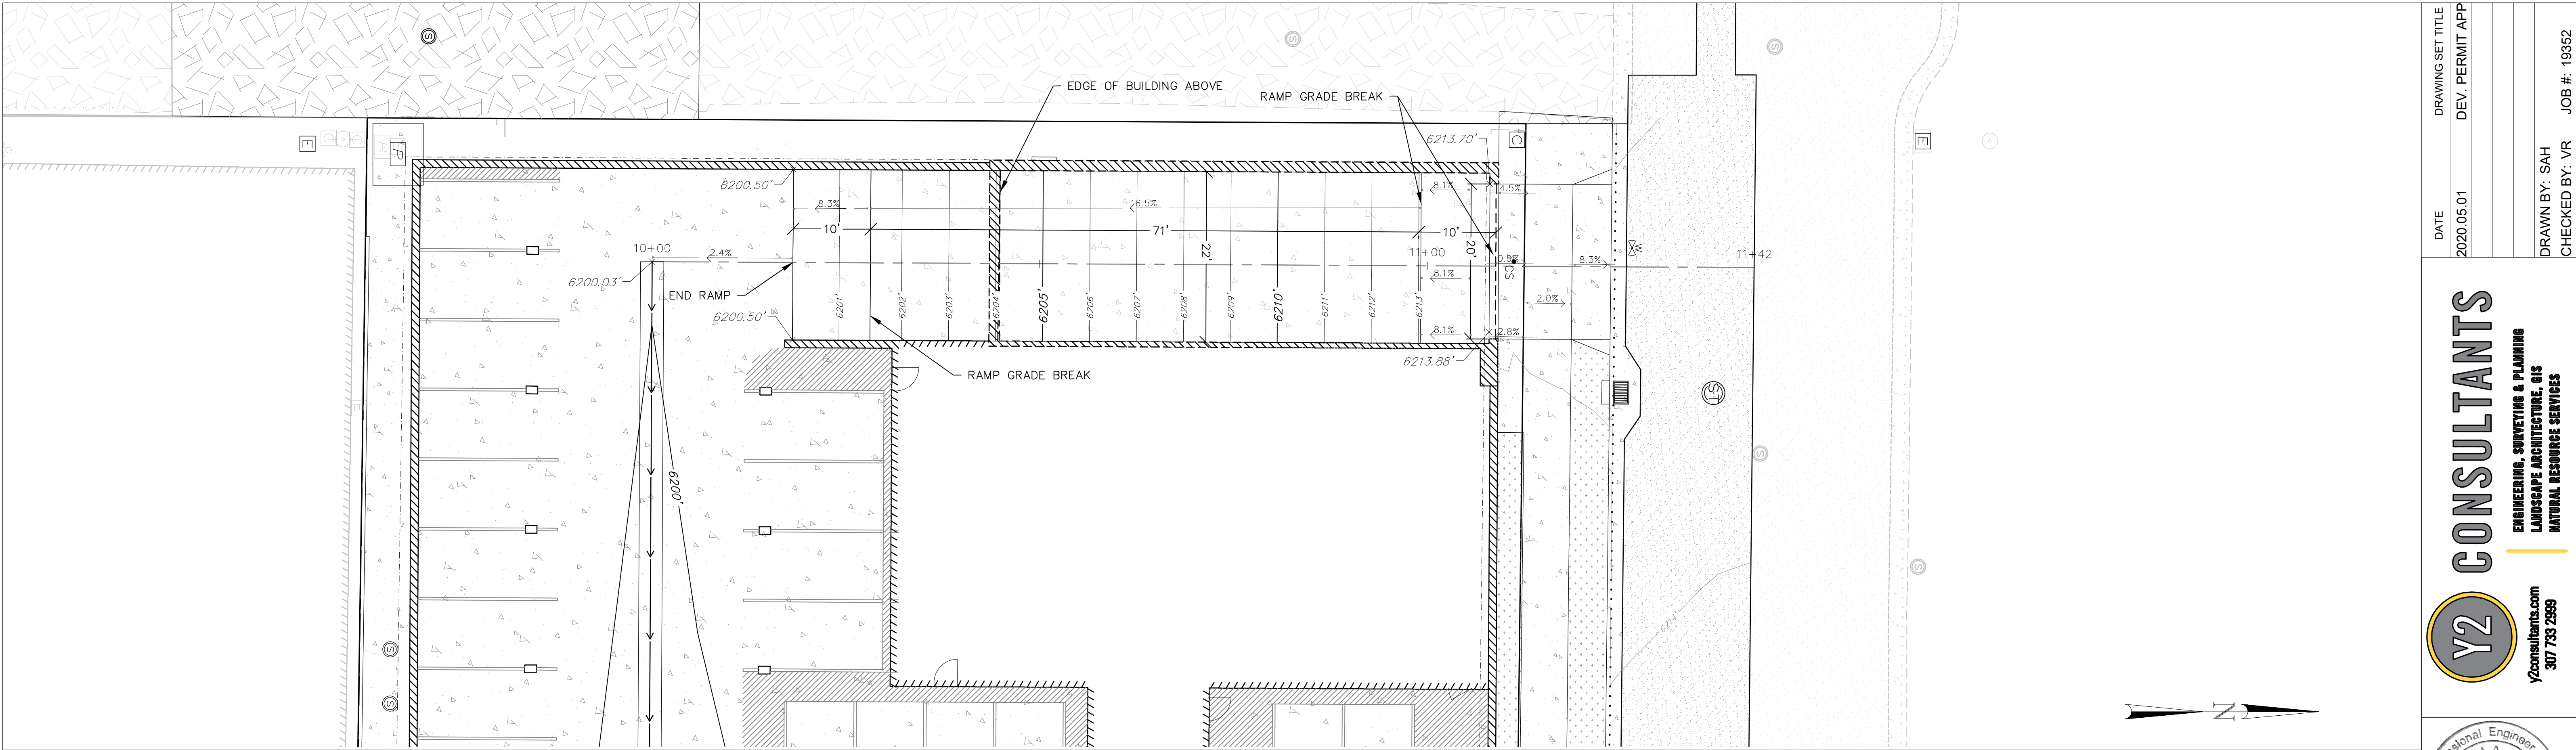 EDGE OF BUILDING ABOVE
RAMP GRADE BREAK
6213.70'
C
E
E
P
S
S
S
6200.50'
8.3%
16.5%
8.1%
4.5%
10'
71'
10'
20'
22'
10+00
2.4%
11+00
0.9%
CS
8.3%
11+42
W
6200.03'
END RAMP
8.1%
2.0%
6201'
6202'
6203'
6204'
6205'
6206'
6207'
6208'
6209'
6210'
6211'
6212'
6213'
6200.50'
8.1%
2.8%
6213.88'
RAMP GRADE BREAK
ST
6200'
S
S
S
S
6214
N
DRAWING SET TITLE
DATE
DEV. PERMIT APP
2020.05.01
DRAWN BY: SAH
CHECKED BY: VR
JOB #: 19352
Y2 CONSULTANTS
ENGINEERING, SURVEYING & PLANNING
LANDSCAPE ARCHITECTURE, GIS
NATURAL RESOURCE SERVICES
y2consultants.com
307 733 2999
sional Engineer